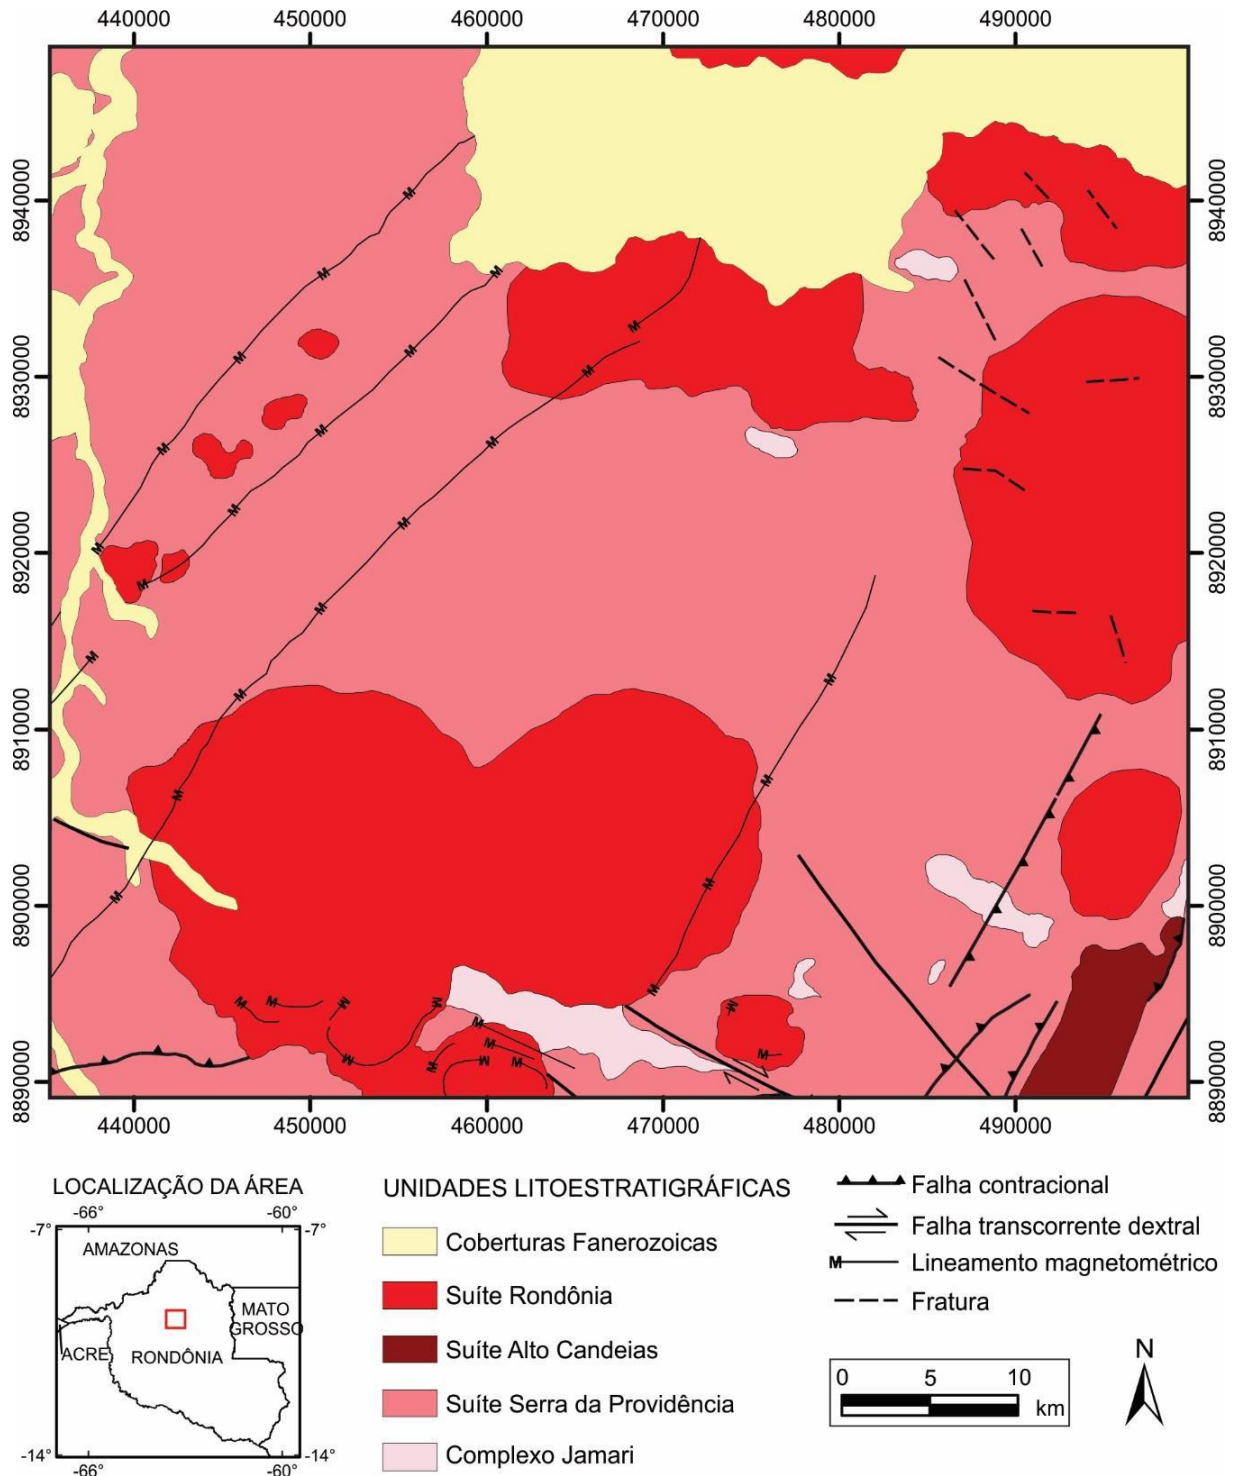 440000 450000 460000 470000 480000 490000
8940000 8940000
8930000 8930000
8920000 8920000
8910000 8910000
8900000 8900000
8890000 8890000
M M M M M
M M M M M
M M M M M M M M M
M
M M M M
M M M M M M M M M M M
M M
440000 450000 460000 470000 480000 490000
LOCALIZAÇÃO DA ÁREA
-66° -60°
-7° -7°
AMAZONAS
MATO
GROSSO
ACRE RONDÔNIA
-14° -14°
-66° -60°
UNIDADES LITOESTRATIGRÁFICAS
Coberturas Fanerozoicas
Suíte Rondônia
Suíte Alto Candeias
Suíte Serra da Providência
Complexo Jamari
Falha contracional
Falha transcorrente dextral
M Lineamento magnetométrico
Fratura
0 5 10
km
N